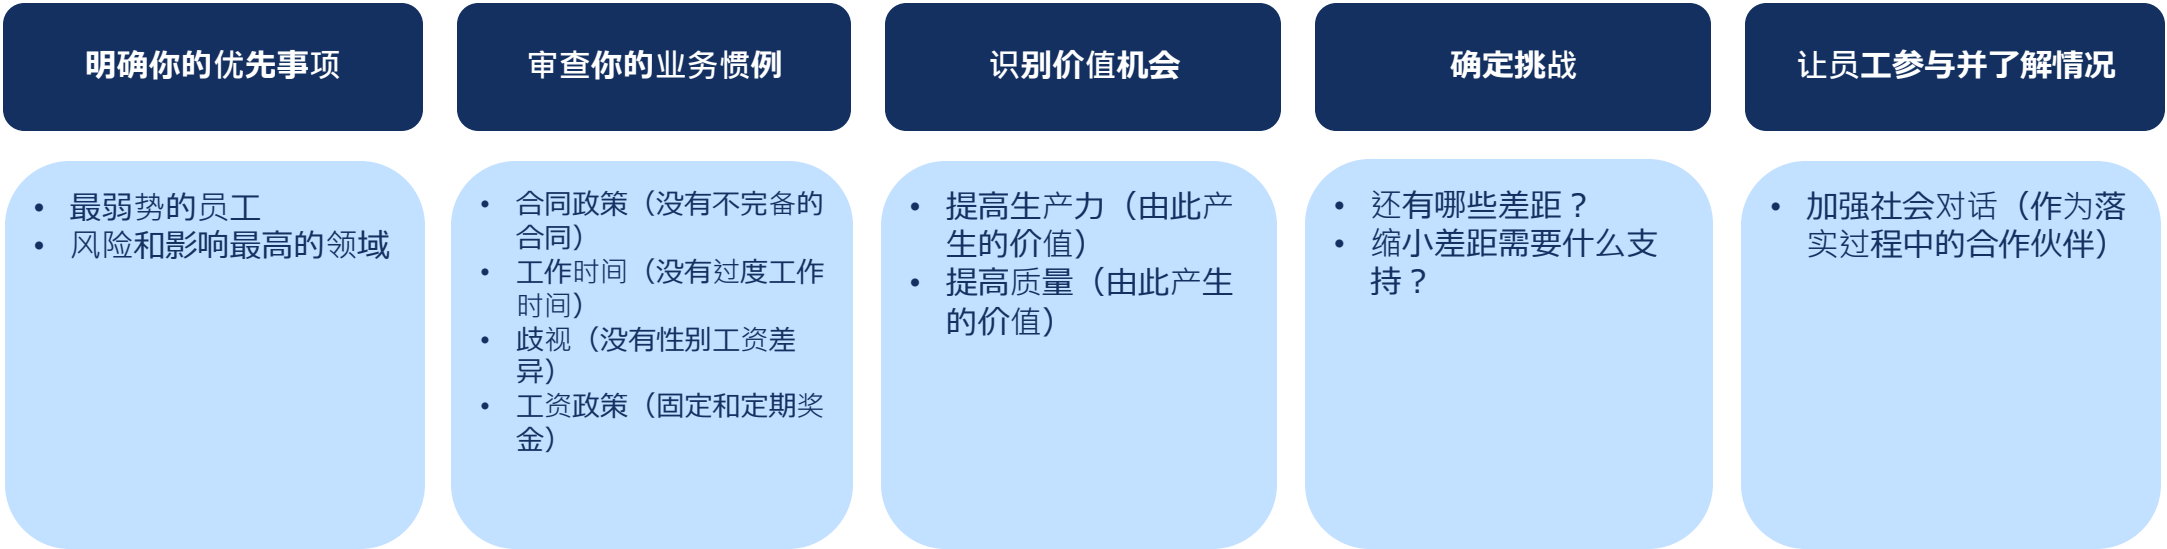 明确你的优先事项
最弱势的员工
风险和影响最高的领域
审查你的业务惯例
合同政策（没有不完备的
合同）
工作时间（没有过度工作
时间）
歧视（没有性别工资差
异）
工资政策（固定和定期奖
金）
识别价值机会
提高生产力（由此产
生的价值）
提高质量（由此产生
的价值）
确定挑战
还有哪些差距？
缩小差距需要什么支
持？
让员工参与并了解情况
加强社会对话（作为落
实过程中的合作伙伴）